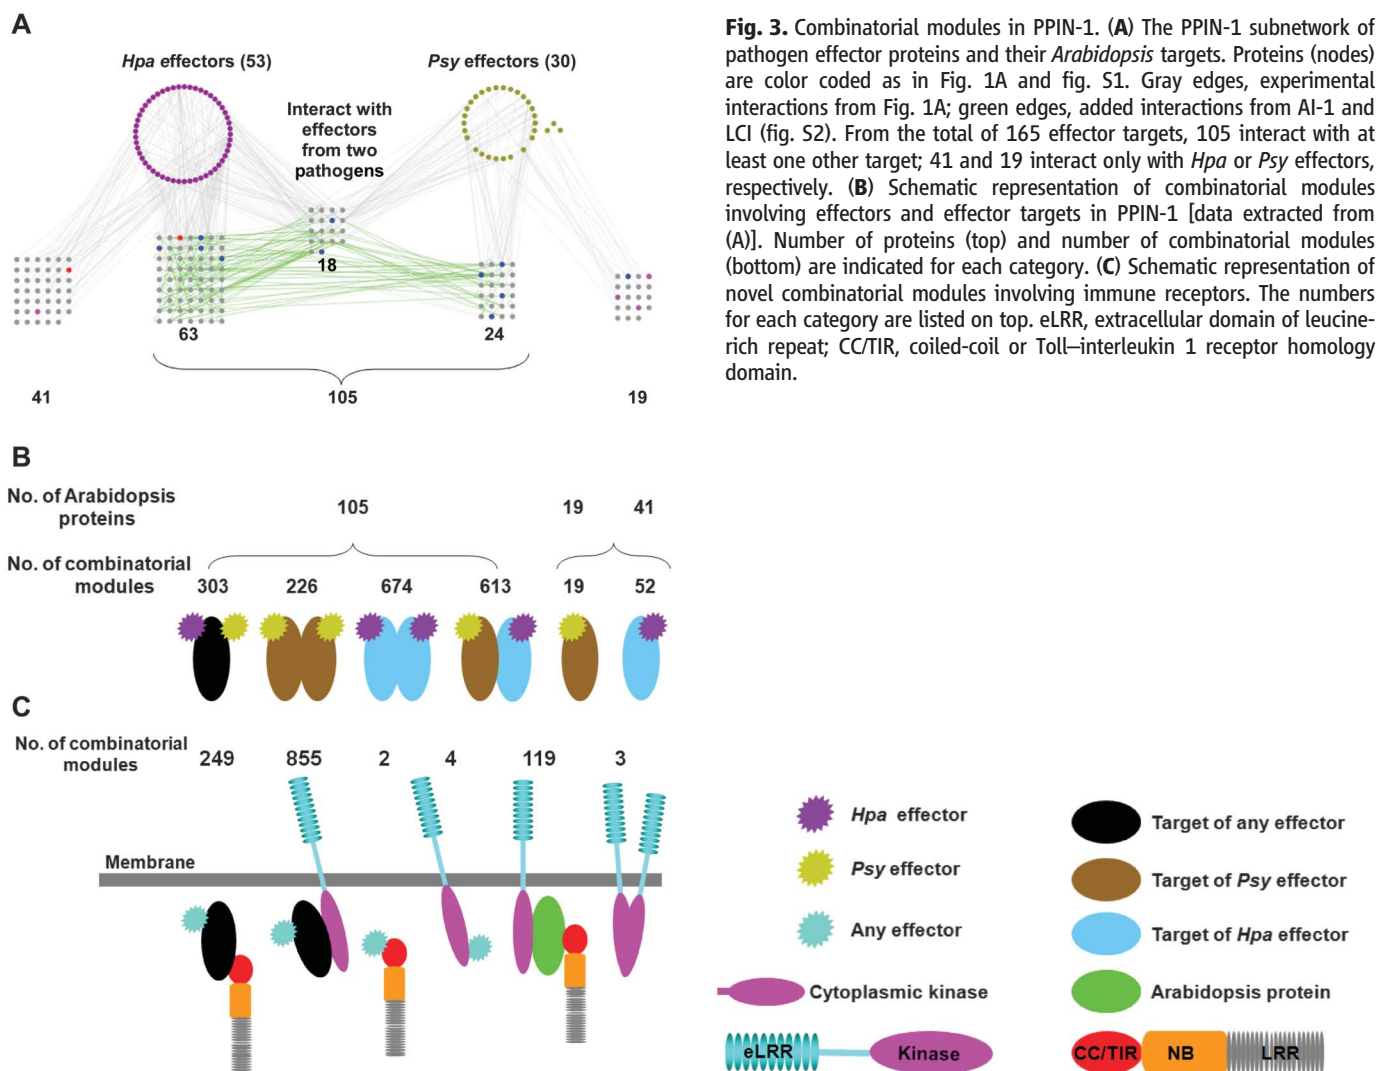 A
Hpa effectors (53)
Psy effectors (30)
Interact with
effectors
from two
pathogens
18
63
24
41
105
19
Fig. 3. Combinatorial modules in PPIN-1. (A) The PPIN-1 subnetwork of
pathogen effector proteins and their Arabidopsis targets. Proteins (nodes)
are color coded as in Fig. 1A and fig. S1. Gray edges, experimental
interactions from Fig. 1A; green edges, added interactions from AI-1 and
LCI (fig. S2). From the total of 165 effector targets, 105 interact with at
least one other target; 41 and 19 interact only with Hpa or Psy effectors,
respectively. (B) Schematic representation of combinatorial modules
involving effectors and effector targets in PPIN-1 [data extracted from
(A)]. Number of proteins (top) and number of combinatorial modules
(bottom) are indicated for each category. (C) Schematic representation of
novel combinatorial modules involving immune receptors. The numbers
for each category are listed on top. eLRR, extracellular domain of leucine-
rich repeat; CC/TIR, coiled-coil or Toll–interleukin 1 receptor homology
domain.
B
No. of Arabidopsis
proteins
105
19
41
No. of combinatorial
modules
303
226
674
613
19
52
C
No. of combinatorial
modules
249
855
2
4
119
3
Membrane
Hpa effector
Psy effector
Any effector
Cytoplasmic kinase
eLRR
Kinase
Target of any effector
Target of Psy effector
Target of Hpa effector
Arabidopsis protein
CC/TIR
NB
LRR